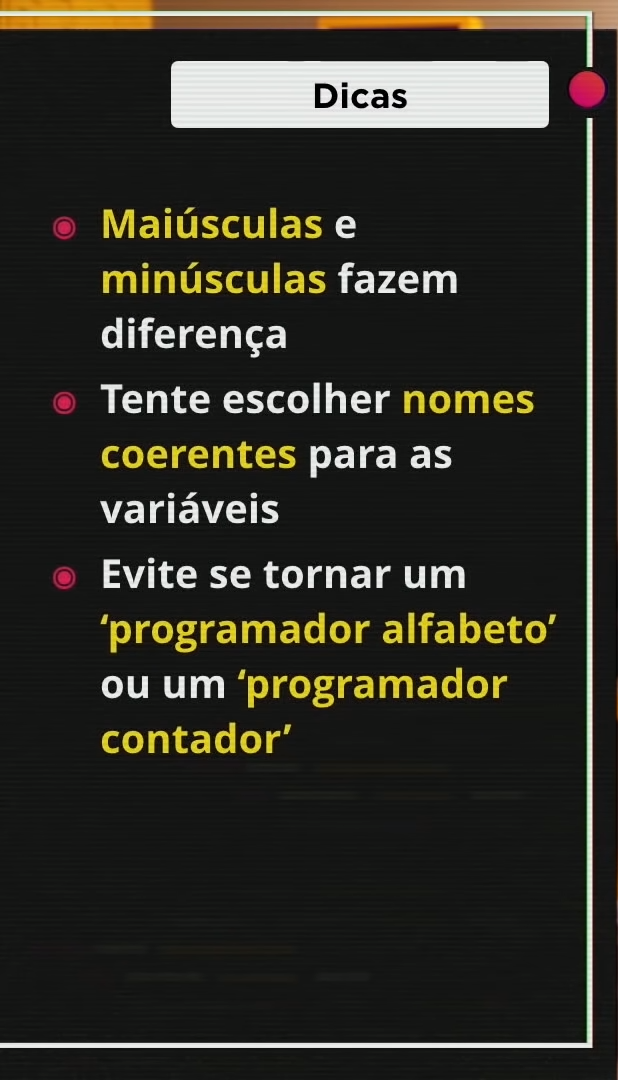 Dicas
Maiúsculas e
minúsculas fazem
diferença
Tente escolher nomes
coerentes para as
variáveis
Evite se tornar um
‘programador alfabeto’
ou um ‘programador
contador’